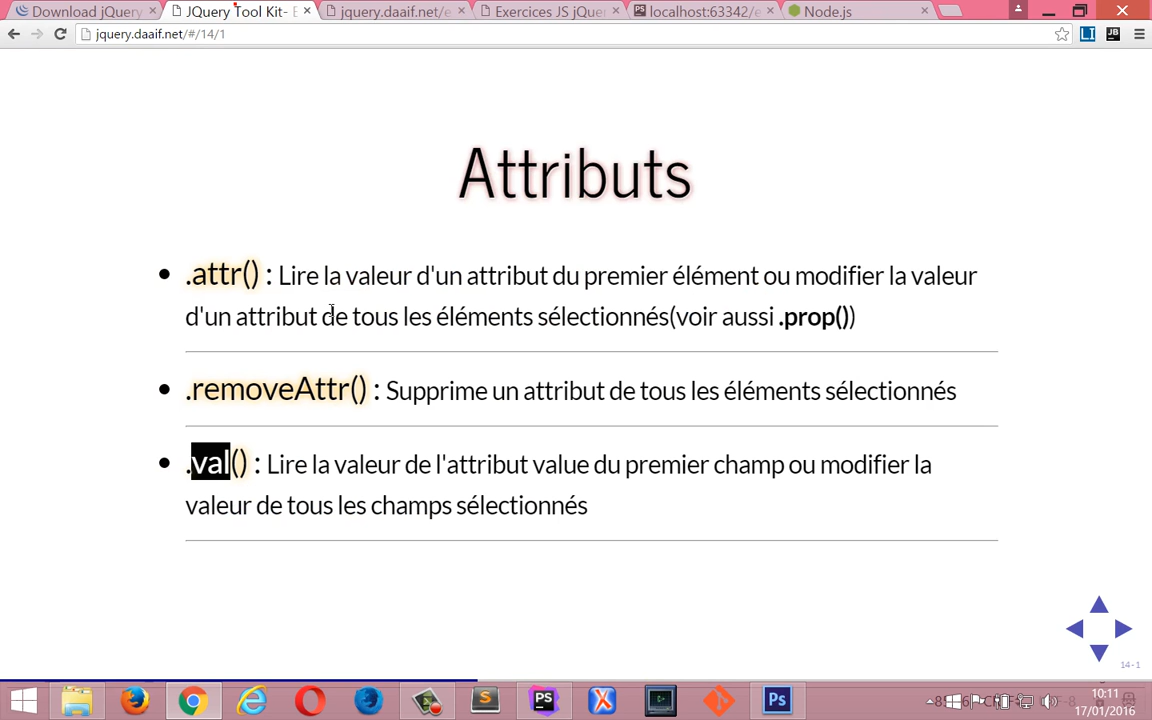 Download jQuery
JQuery Tool Kit- E
jquery.daaif.net/e
Exercices JS jQue
localhost:63342/e
Node.js
jquery.daaif.net/#/14/1
Attributs
.attr() : Lire la valeur d'un attribut du premier élément ou modifier la valeur
d'un attribut de tous les éléments sélectionnés(voir aussi .prop())
.removeAttr() : Supprime un attribut de tous les éléments sélectionnés
.val() : Lire la valeur de l'attribut value du premier champ ou modifier la
valeur de tous les champs sélectionnés
14-1
10:11
17/01/2016